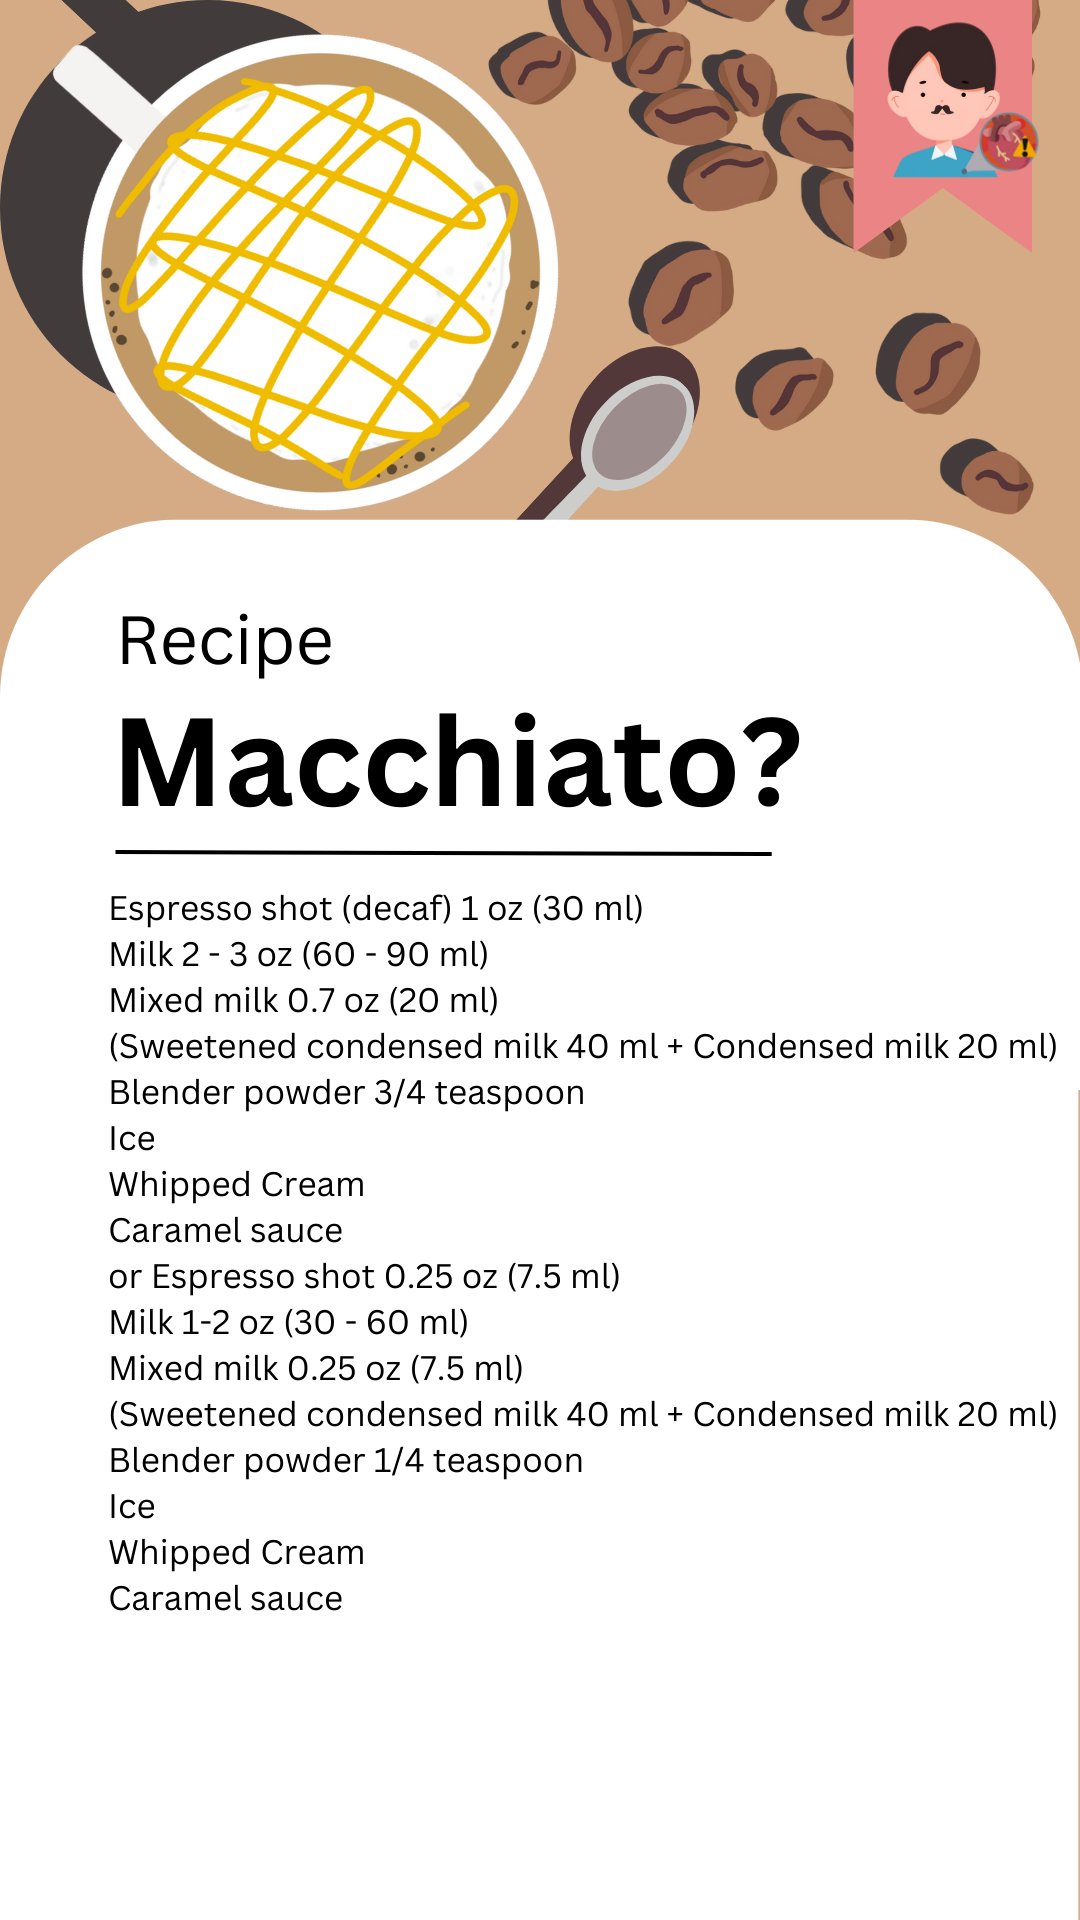 Recipe
Macchiato?
Espresso shot (decaf) 1 oz (30 ml)
Milk 2 - 3 oz (60 - 90 ml)
Mixed milk 0.7 oz (20 ml)
(Sweetened condensed milk 40 ml + Condensed milk 20 ml)
Blender powder 3/4 teaspoon
Ice
Whipped Cream
Caramel sauce
or Espresso shot 0.25 oz (7.5 ml)
Milk 1-2 oz (30 - 60 ml)
Mixed milk 0.25 oz (7.5 ml)
(Sweetened condensed milk 40 ml + Condensed milk 20 ml)
Blender powder 1/4 teaspoon
Ice
Whipped Cream
Caramel sauce